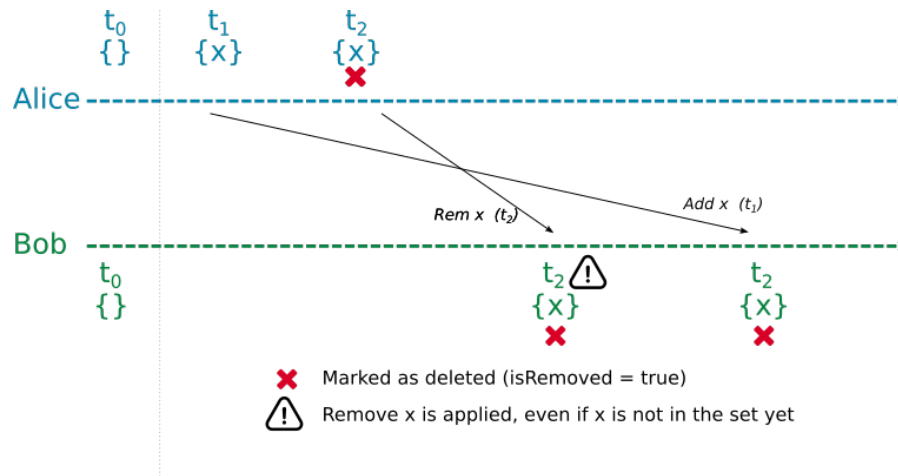 t₀ t₁ t₂
{} {x} {x}
Alice
Rem x (t₂)
Add x (t₁)
Bob
t₀ t₂ t₂
{} {x} {x}
Marked as deleted (isRemoved = true)
Remove x is applied, even if x is not in the set yet